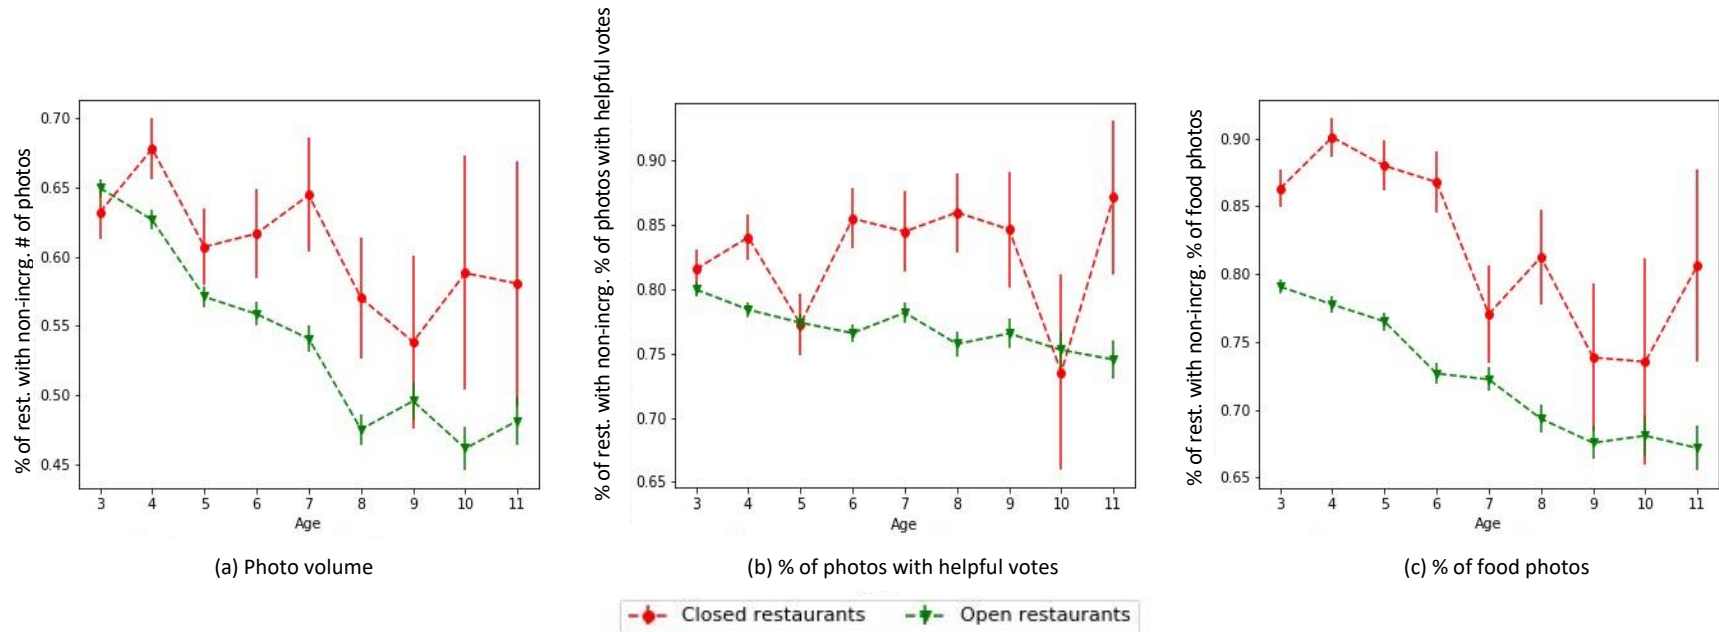 % of rest. with non-incrg. # of photos
0.70
0.65
0.60
0.55
0.50
0.45
3 4 5 6 7 8 9 10 11
Age
(a) Photo volume
% of rest. with non-incrg. % of photos with helpful votes
0.90
0.85
0.80
0.75
0.70
0.65
3 4 5 6 7 8 9 10 11
Age
(b) % of photos with helpful votes
% of rest. with non-incrg. % of food photos
0.90
0.85
0.80
0.75
0.70
0.65
3 4 5 6 7 8 9 10 11
Age
(c) % of food photos
Closed restaurants Open restaurants